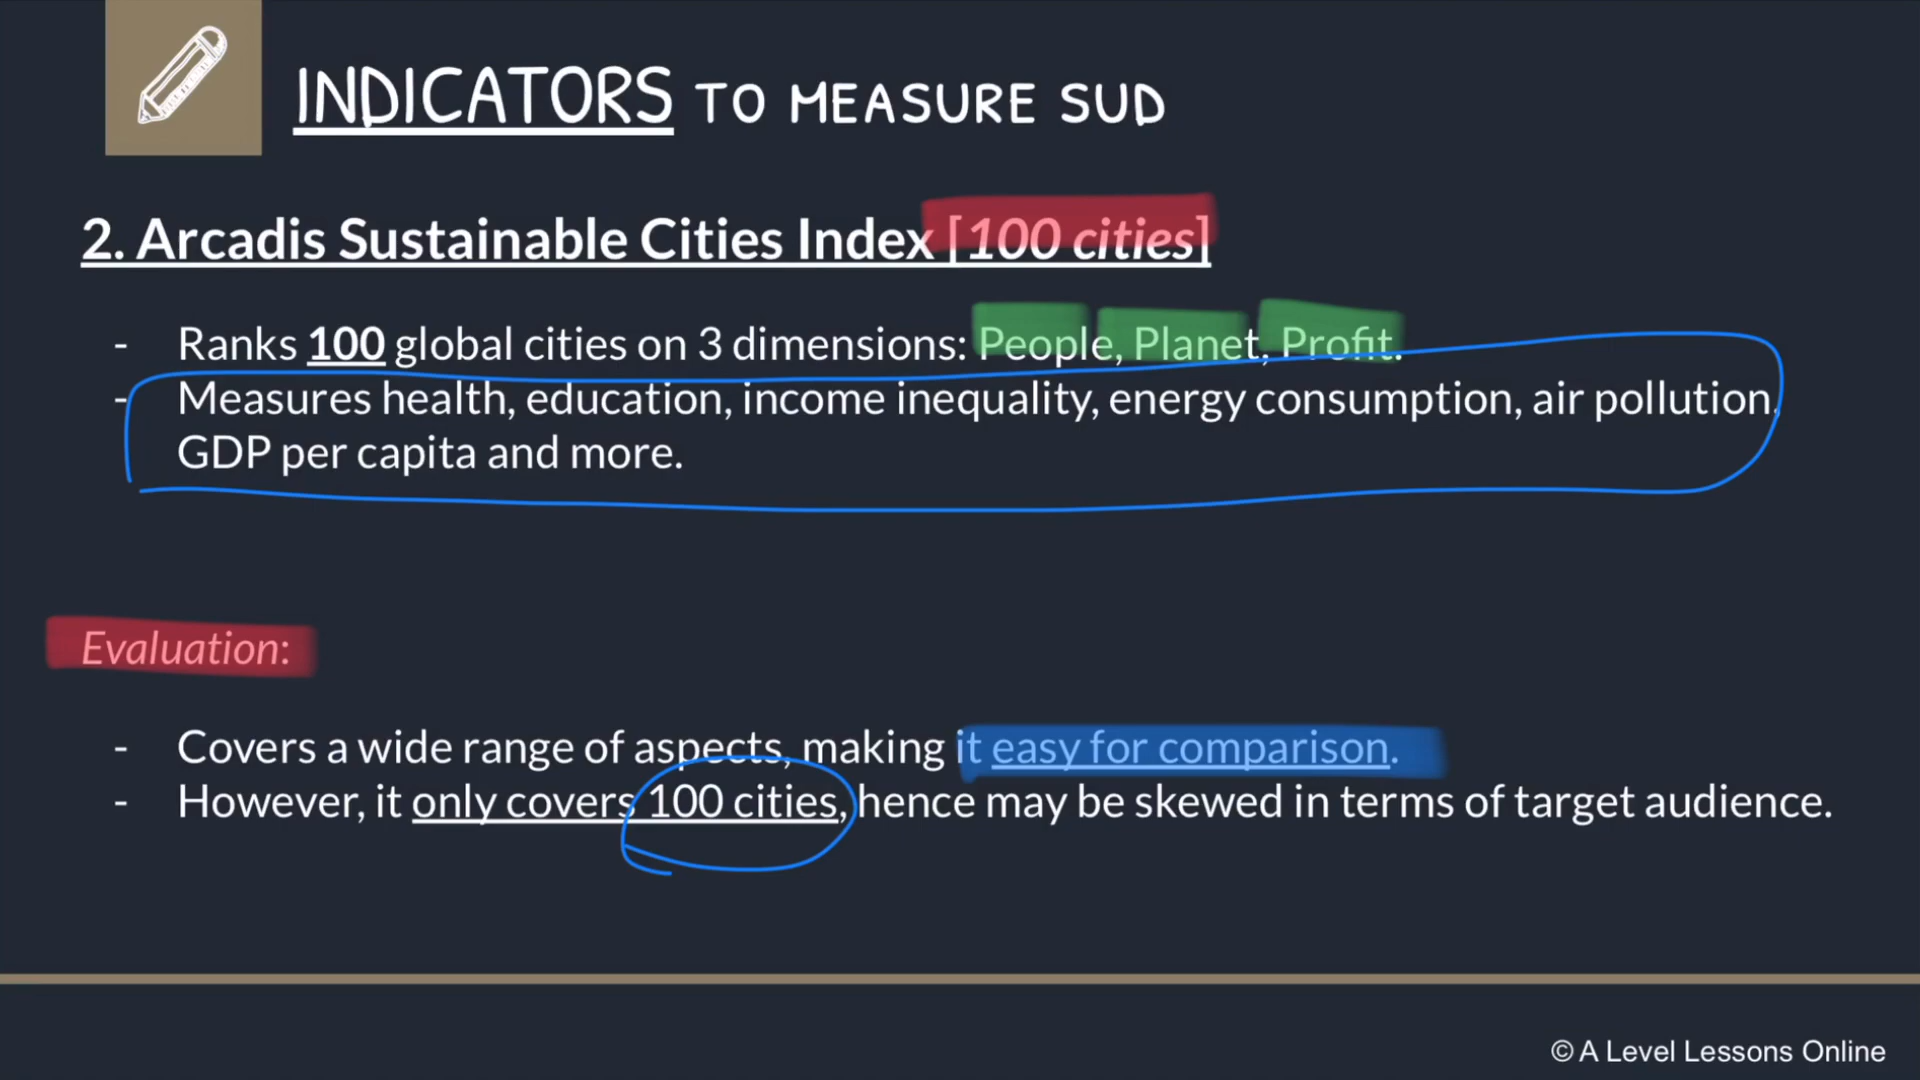 INDICATORS TO MEASURE SUD
2. Arcadis Sustainable Cities Index [100 cities]
- Ranks 100 global cities on 3 dimensions: People, Planet, Profit.
- Measures health, education, income inequality, energy consumption, air pollution,
GDP per capita and more.
Evaluation:
- Covers a wide range of aspects, making it easy for comparison.
- However, it only covers 100 cities, hence may be skewed in terms of target audience.
© A Level Lessons Online